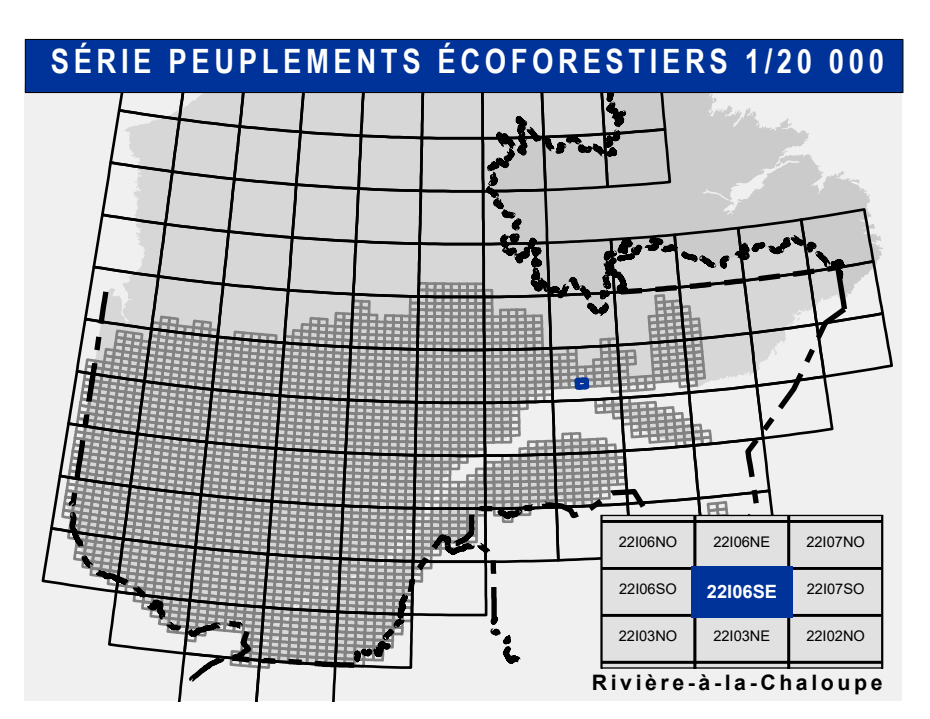 SÉRIE PEUPLEMENTS ÉCOFORESTIERS 1/20 000
22I06NO 22I06NE 22I07NO
22I06SO 22I06SE 22I07SO
22I03NO 22I03NE 22I02NO
Rivière-à-la-Chaloupe